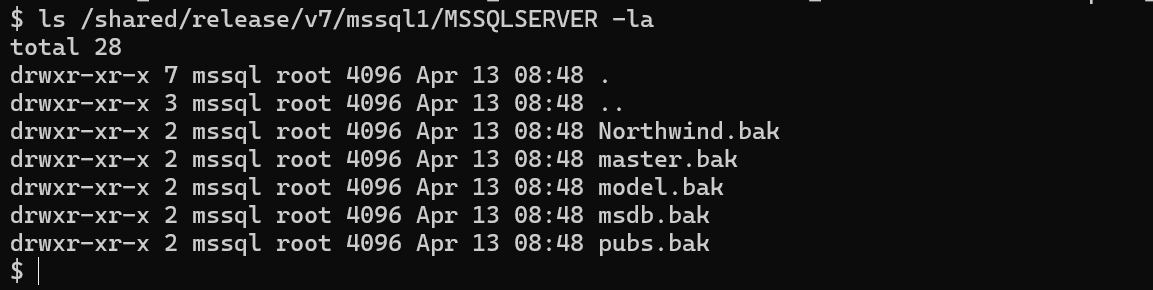 $ ls /shared/release/v7/mssql1/MSSQLSERVER -la
total 28
drwxr-xr-x 7 mssql root 4096 Apr 13 08:48 .
drwxr-xr-x 3 mssql root 4096 Apr 13 08:48 ..
drwxr-xr-x 2 mssql root 4096 Apr 13 08:48 Northwind.bak
drwxr-xr-x 2 mssql root 4096 Apr 13 08:48 master.bak
drwxr-xr-x 2 mssql root 4096 Apr 13 08:48 model.bak
drwxr-xr-x 2 mssql root 4096 Apr 13 08:48 msdb.bak
drwxr-xr-x 2 mssql root 4096 Apr 13 08:48 pubs.bak
$